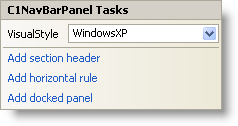 C1NavBarPanel Tasks
VisualStyle WindowsXP
Add section header
Add horizontal rule
Add docked panel